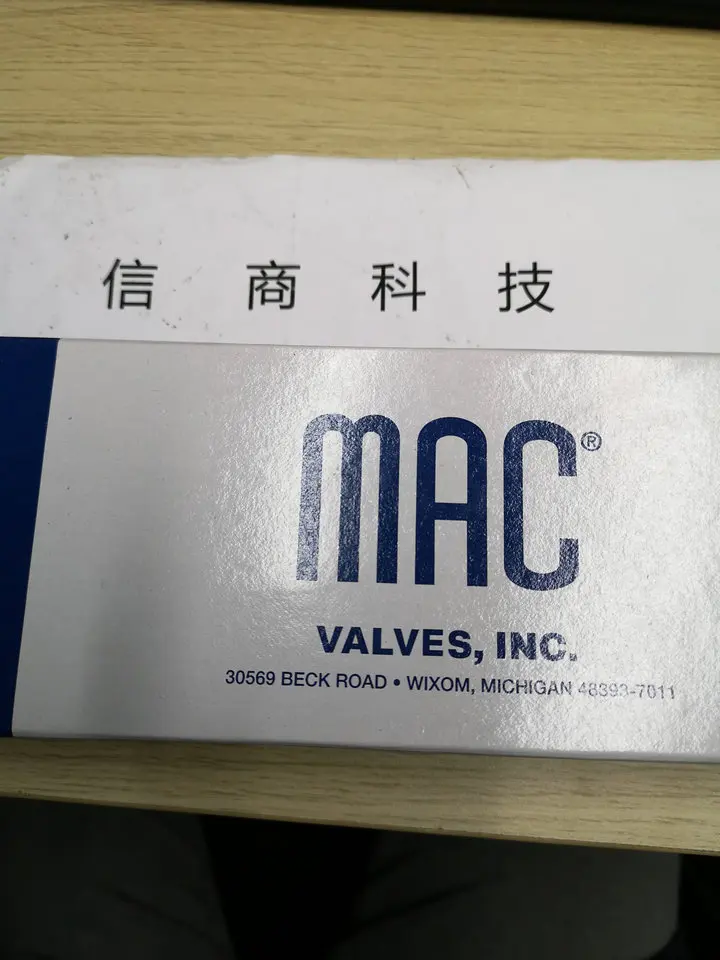 信商科技
MAC®
VALVES, INC.
30569 BECK ROAD • WIXOM, MICHIGAN 48393-7011